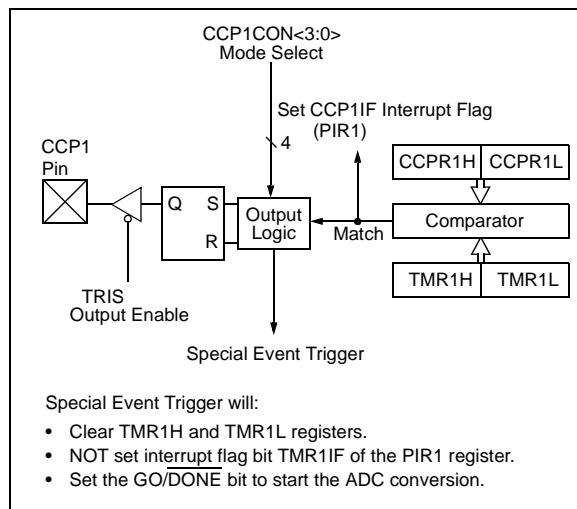 CCP1CON<3:0>
Mode Select
Set CCP1IF Interrupt Flag
(PIR1)
4
CCP1
Pin
CCPR1H CCPR1L
Q S
R
Output
Logic
Match
Comparator
TRIS
Output Enable
TMR1H TMR1L
Special Event Trigger
Special Event Trigger will:
• Clear TMR1H and TMR1L registers.
• NOT set interrupt flag bit TMR1IF of the PIR1 register.
• Set the GO/DONE bit to start the ADC conversion.